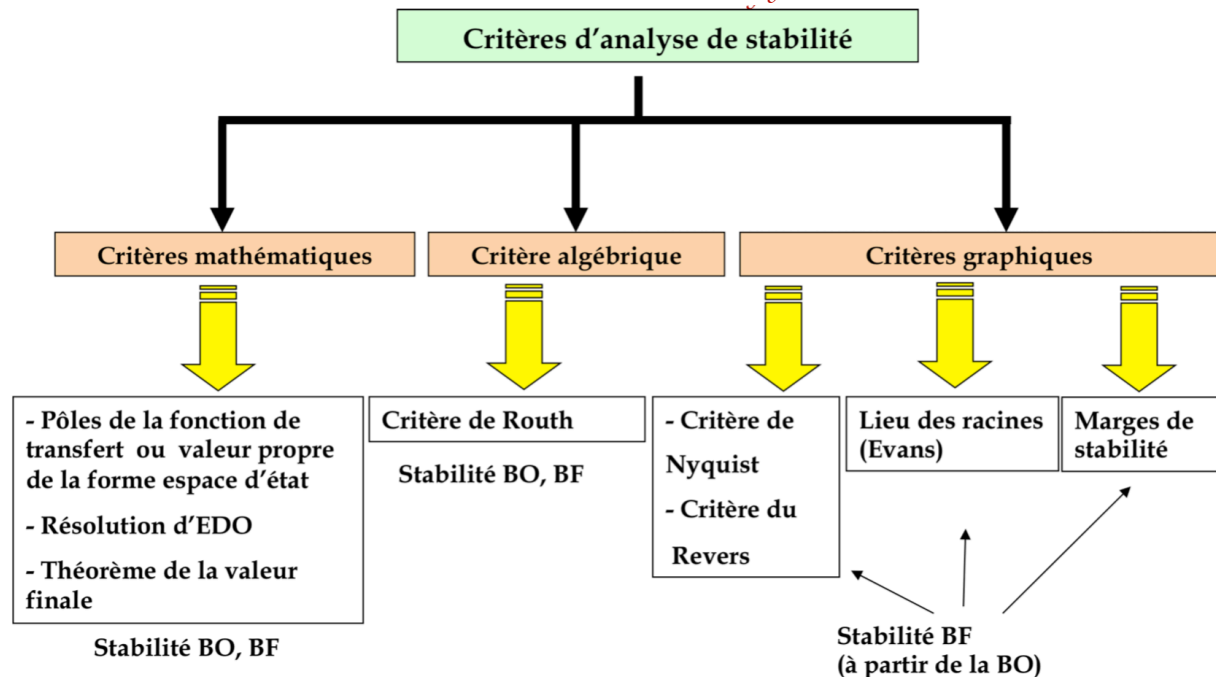 Critères d'analyse de stabilité
Critères mathématiques
Critère algébrique
Critères graphiques
- Pôles de la fonction de
transfert ou valeur propre
de la forme espace d'état
- Résolution d'EDO
- Théorème de la valeur
finale
Stabilité BO, BF
Critère de Routh
Stabilité BO, BF
- Critère de
Nyquist
- Critère du
Revers
Lieu des racines
(Evans)
Marges de
stabilité
Stabilité BF
(à partir de la BO)